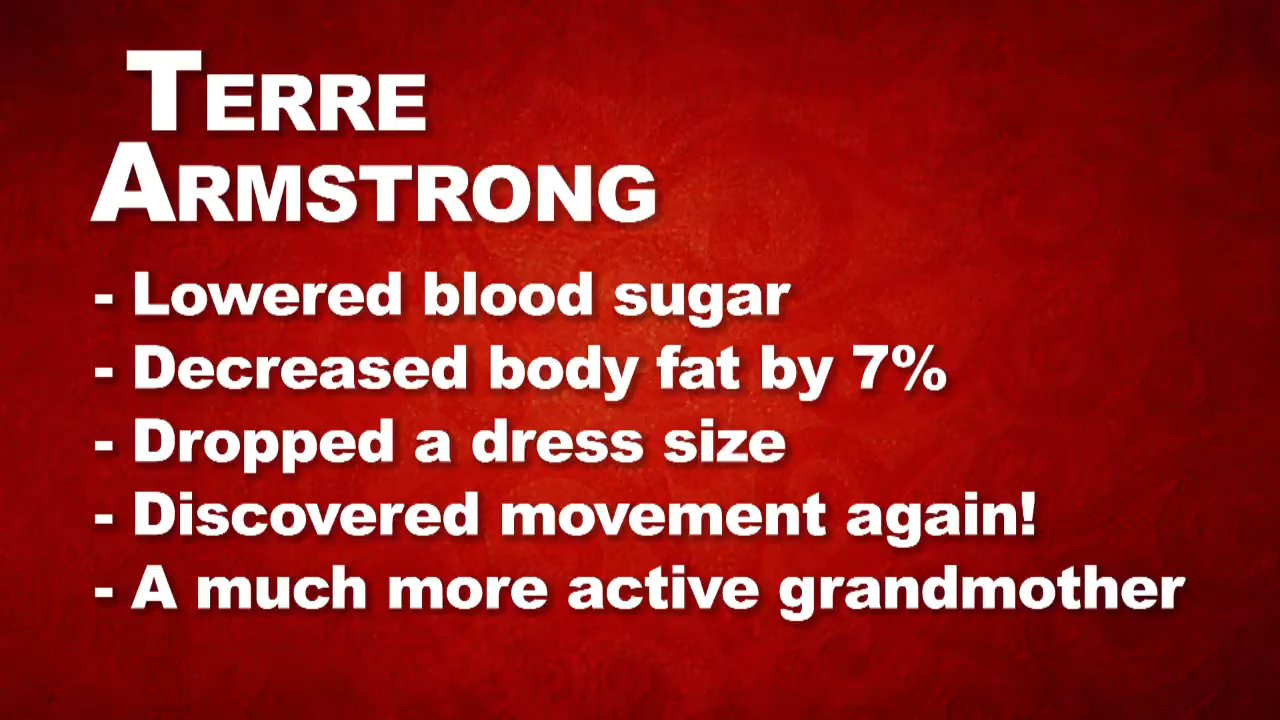 TERRE
ARMSTRONG
- Lowered blood sugar
- Decreased body fat by 7%
- Dropped a dress size
- Discovered movement again!
- A much more active grandmother